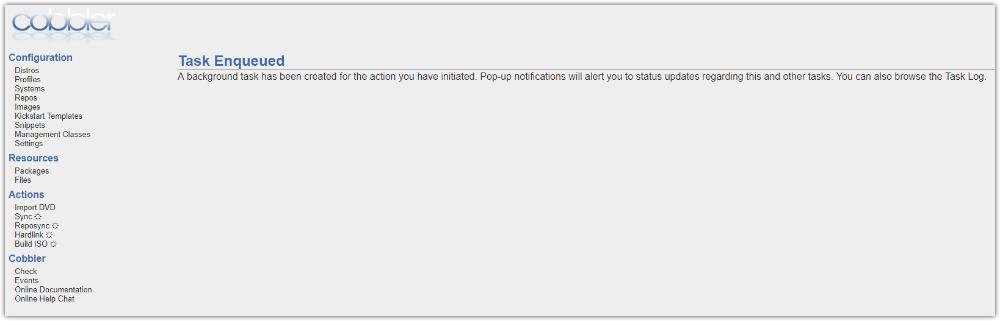 cobbler
Configuration
Distros
Profiles
Systems
Repos
Images
Kickstart Templates
Snippets
Management Classes
Settings
Resources
Packages
Files
Actions
Import DVD
Sync ☼
Reposync ☼
Hardlink ☼
Build ISO ☼
Cobbler
Check
Events
Online Documentation
Online Help Chat
Task Enqueued
A background task has been created for the action you have initiated. Pop-up notifications will alert you to status updates regarding this and other tasks. You can also browse the Task Log.